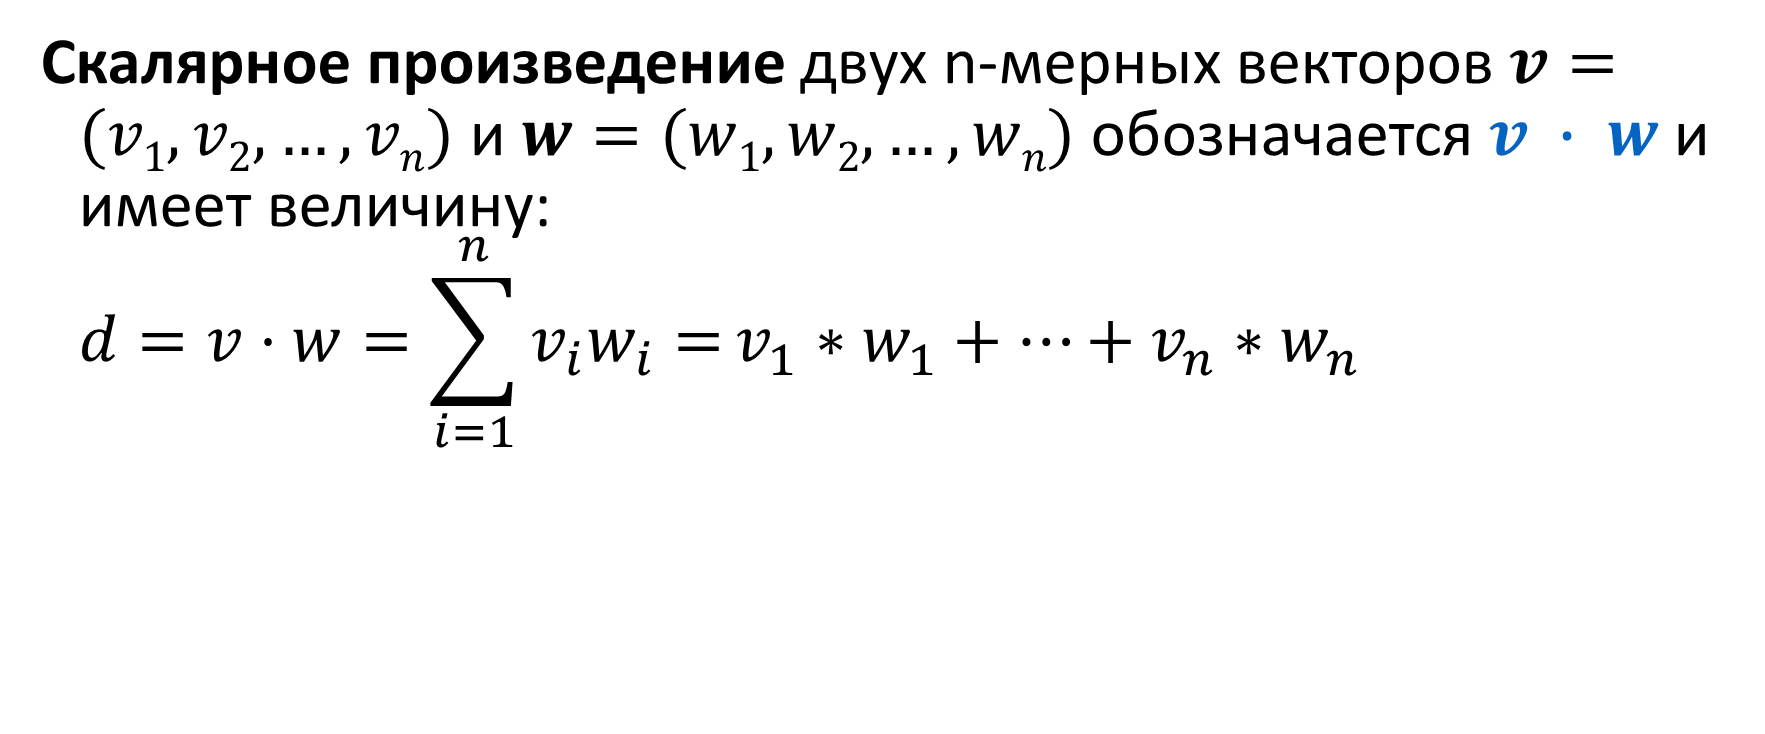 Скалярное произведение двух n-мерных векторов 𝒗 =
(𝑣₁, 𝑣₂, … , 𝑣ₙ) и 𝒘 = (𝑤₁, 𝑤₂, … , 𝑤ₙ) обозначается 𝒗 · 𝒘 и
имеет величину:
𝑑 = 𝑣 · 𝑤 = ∑ᵢ₌₁ⁿ 𝑣ᵢ𝑤ᵢ = 𝑣₁ ∗ 𝑤₁ + ⋯ + 𝑣ₙ ∗ 𝑤ₙ